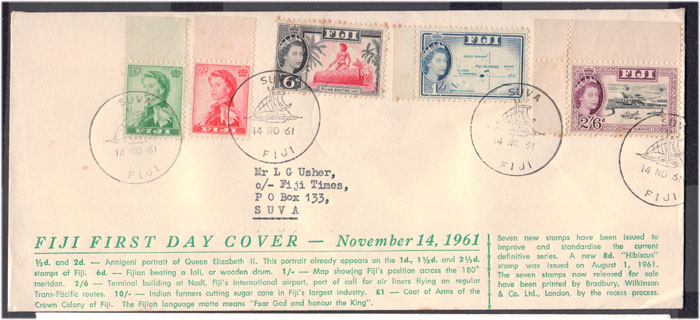 FIJI
FIJI
FIJI
6D
FIJIAN BEATING LALI
FIJI
1/-
FIJI
2/6D
SUVA
14 NO 61
FIJI
SUVA
14 NO 61
FIJI
SUVA
14 NO 61
FIJI
SU
14 NO 61
FIJI
Mr L G Usher,
c/- Fiji Times,
P O Box 133,
SUVA
FIJI FIRST DAY COVER — November 14, 1961
½d. and 2d. — Annigoni portrait of Queen Elizabeth II. This portrait already appears on the 1d., 1½d. and 2½d.
stamps of Fiji. 6d. — Fijian beating a lali, or wooden drum. 1/- — Map showing Fiji's position across the "180"
meridian. 2/6 — Terminal building at Nadi, Fiji's international airport, port of call for air liners flying on regular
Trans-Pacific routes. 10/- — Indian farmers cutting sugar cane in Fiji's largest industry. £1 — Coat of Arms of the
Crown Colony of Fiji. The Fijian language motto means "Fear God and honour the King".
Seven new stamps have been issued to
improve and standardise the current
definitive series. A new 8d. "Hibiscus"
stamp was issued on August 1, 1961.
The seven stamps now released for sale
have been printed by Bradbury, Wilkinson
& Co. Ltd., London, by the recess process.